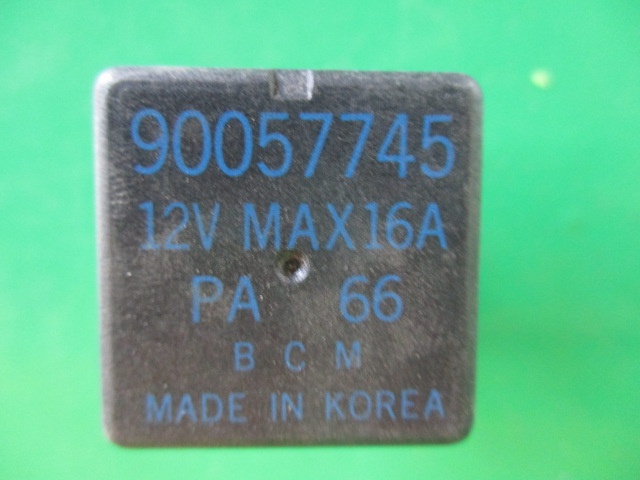 90057745
12V MAX16A
PA 66
B C M
MADE IN KOREA